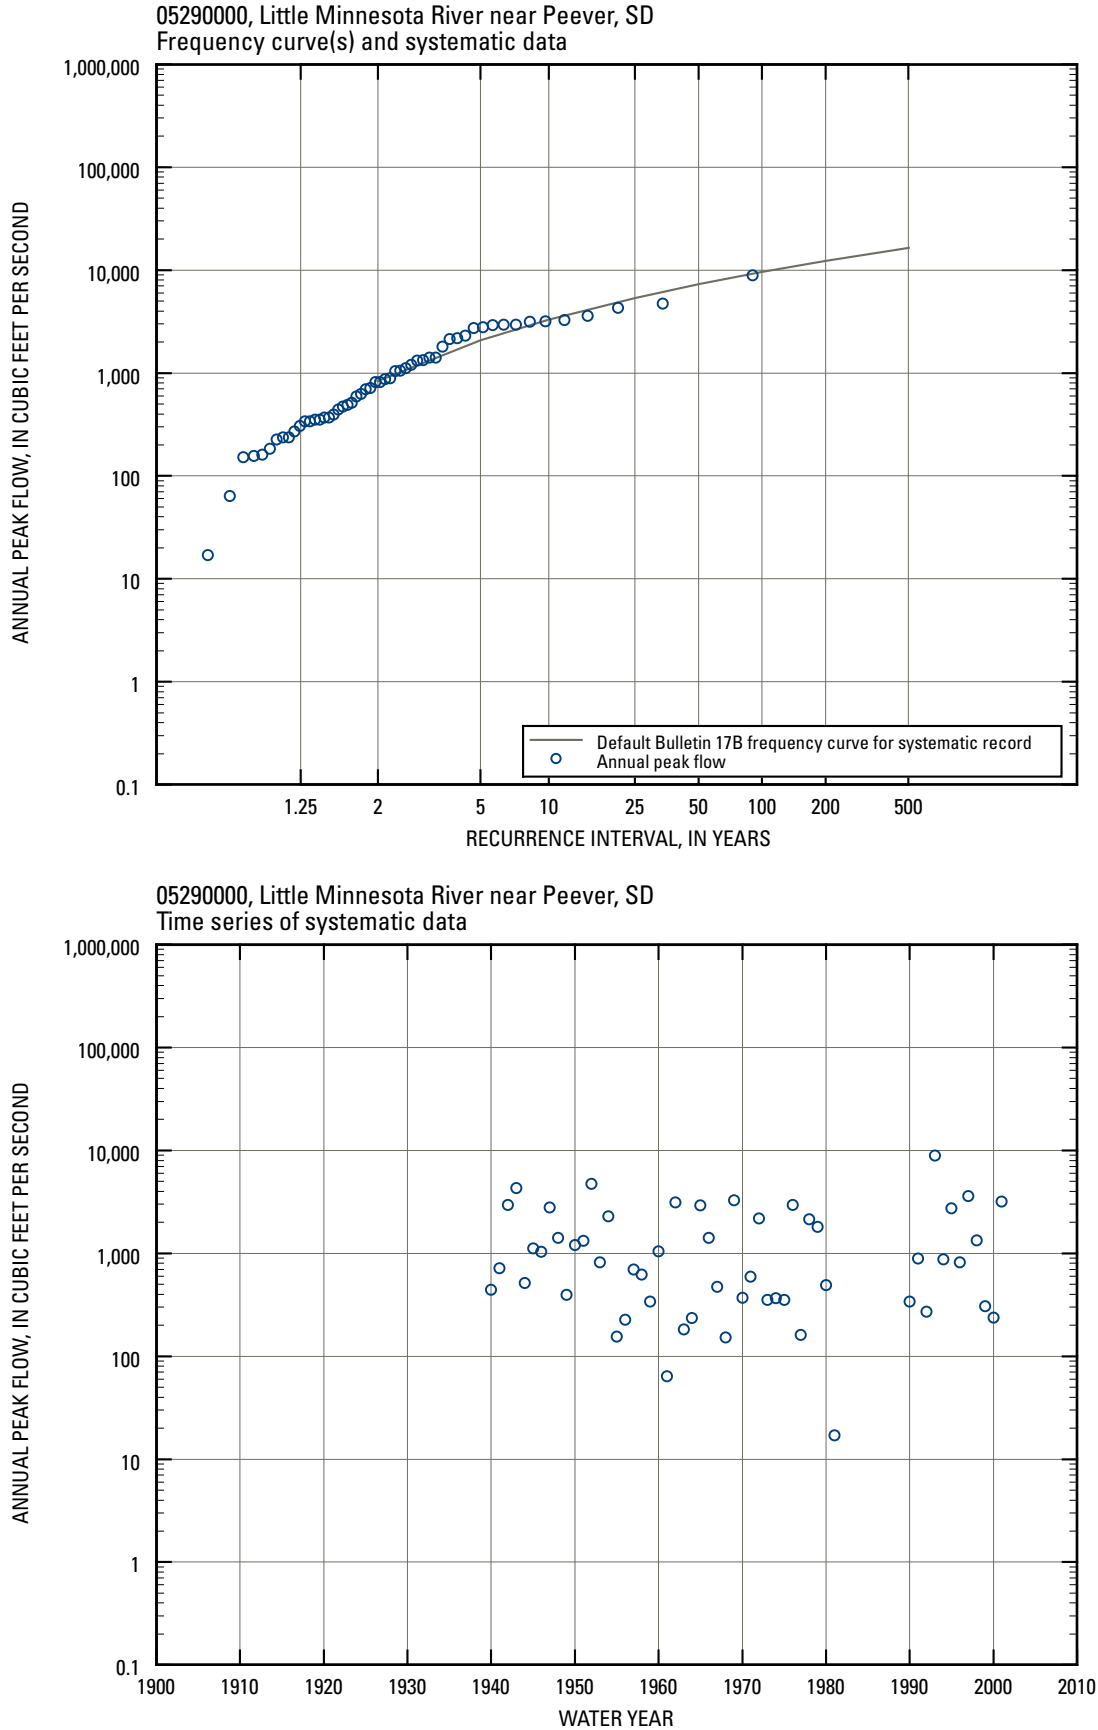 05290000, Little Minnesota River near Peever, SD
Frequency curve(s) and systematic data
1,000,000
100,000
10,000
1,000
100
10
1
0.1
ANNUAL PEAK FLOW, IN CUBIC FEET PER SECOND
Default Bulletin 17B frequency curve for systematic record
Annual peak flow
1.25 2 5 10 25 50 100 200 500
RECURRENCE INTERVAL, IN YEARS
05290000, Little Minnesota River near Peever, SD
Time series of systematic data
1,000,000
100,000
10,000
1,000
100
10
1
0.1
ANNUAL PEAK FLOW, IN CUBIC FEET PER SECOND
1900 1910 1920 1930 1940 1950 1960 1970 1980 1990 2000 2010
WATER YEAR